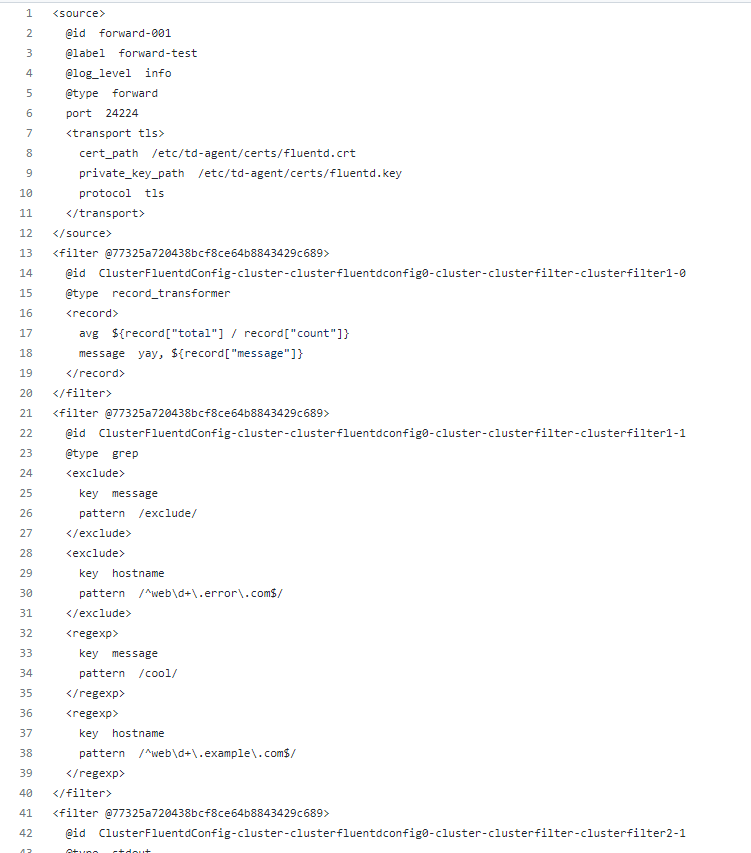 1 <source>
2 @id  forward-001
3 @label  forward-test
4 @log_level  info
5 @type  forward
6 port  24224
7 <transport tls>
8 cert_path  /etc/td-agent/certs/fluentd.crt
9 private_key_path  /etc/td-agent/certs/fluentd.key
10 protocol  tls
11 </transport>
12 </source>
13 <filter @77325a720438bcf8ce64b8843429c689>
14 @id  ClusterFluentdConfig-cluster-clusterfluentdconfig0-cluster-clusterfilter-clusterfilter1-0
15 @type  record_transformer
16 <record>
17 avg  ${record["total"] / record["count"]}
18 message  yay, ${record["message"]}
19 </record>
20 </filter>
21 <filter @77325a720438bcf8ce64b8843429c689>
22 @id  ClusterFluentdConfig-cluster-clusterfluentdconfig0-cluster-clusterfilter-clusterfilter1-1
23 @type  grep
24 <exclude>
25 key  message
26 pattern  /exclude/
27 </exclude>
28 <exclude>
29 key  hostname
30 pattern  /^web\d+\.error\.com$/
31 </exclude>
32 <regexp>
33 key  message
34 pattern  /cool/
35 </regexp>
36 <regexp>
37 key  hostname
38 pattern  /^web\d+\.example\.com$/
39 </regexp>
40 </filter>
41 <filter @77325a720438bcf8ce64b8843429c689>
42 @id  ClusterFluentdConfig-cluster-clusterfluentdconfig0-cluster-clusterfilter-clusterfilter2-1
43 @type  stdout